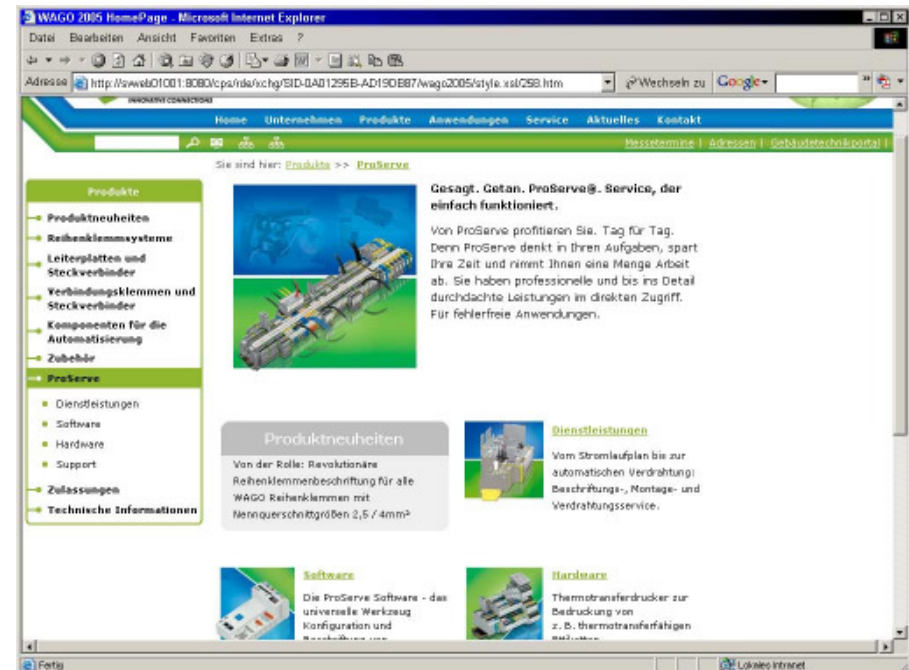 WAGO 2005 HomePage - Microsoft Internet Explorer
Datei Bearbeiten Ansicht Favoriten Extras ?
Adresse http://swweb01001:8080/cps/rde/xchg/SID-0A01295B-AD19DB87/wago2005/style.xsl/258.htm Wechseln zu Google
INNOVATIVE CONNECTIONS
Home Unternehmen Produkte Anwendungen Service Aktuelles Kontakt
Messetermine | Adressen | Gebäudetechnikportal |
Sie sind hier: Produkte >> ProServe
Produkte
Produktneuheiten
Reihenklemmsysteme
Leiterplatten und
Steckverbinder
Verbindungsklemmen und
Steckverbinder
Komponenten für die
Automatisierung
Zubehör
ProServe
Dienstleistungen
Software
Hardware
Support
Zulassungen
Technische Informationen
Gesagt. Getan. ProServe®. Service, der
einfach funktioniert.
Von ProServe profitieren Sie. Tag für Tag.
Denn ProServe denkt in Ihren Aufgaben, spart
Ihre Zeit und nimmt Ihnen eine Menge Arbeit
ab. Sie haben professionelle und bis ins Detail
durchdachte Leistungen im direkten Zugriff.
Für fehlerfreie Anwendungen.
Produktneuheiten
Von der Rolle: Revolutionäre
Reihenklemmenbeschriftung für alle
WAGO Reihenklemmen mit
Nennquerschnittgrößen 2,5 / 4mm²
Dienstleistungen
Vom Stromlaufplan bis zur
automatischen Verdrahtung:
Beschriftungs-, Montage- und
Verdrahtungsservice.
Software
Die ProServe Software - das
universelle Werkzeug
Konfiguration und
Hardware
Thermotransferdrucker zur
Bedruckung von
z. B. thermotransferfähigen
Fertig
Lokales Intranet